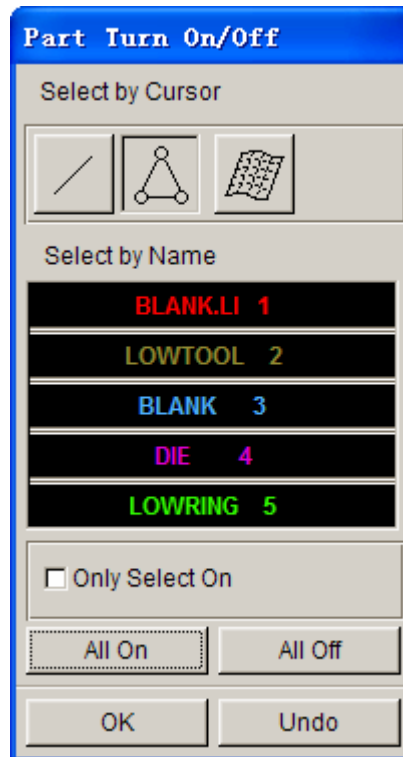 Part Turn On/Off
Select by Cursor
Select by Name
BLANK.LI 1
LOWTOOL 2
BLANK 3
DIE 4
LOWRING 5
Only Select On
All On All Off
OK Undo